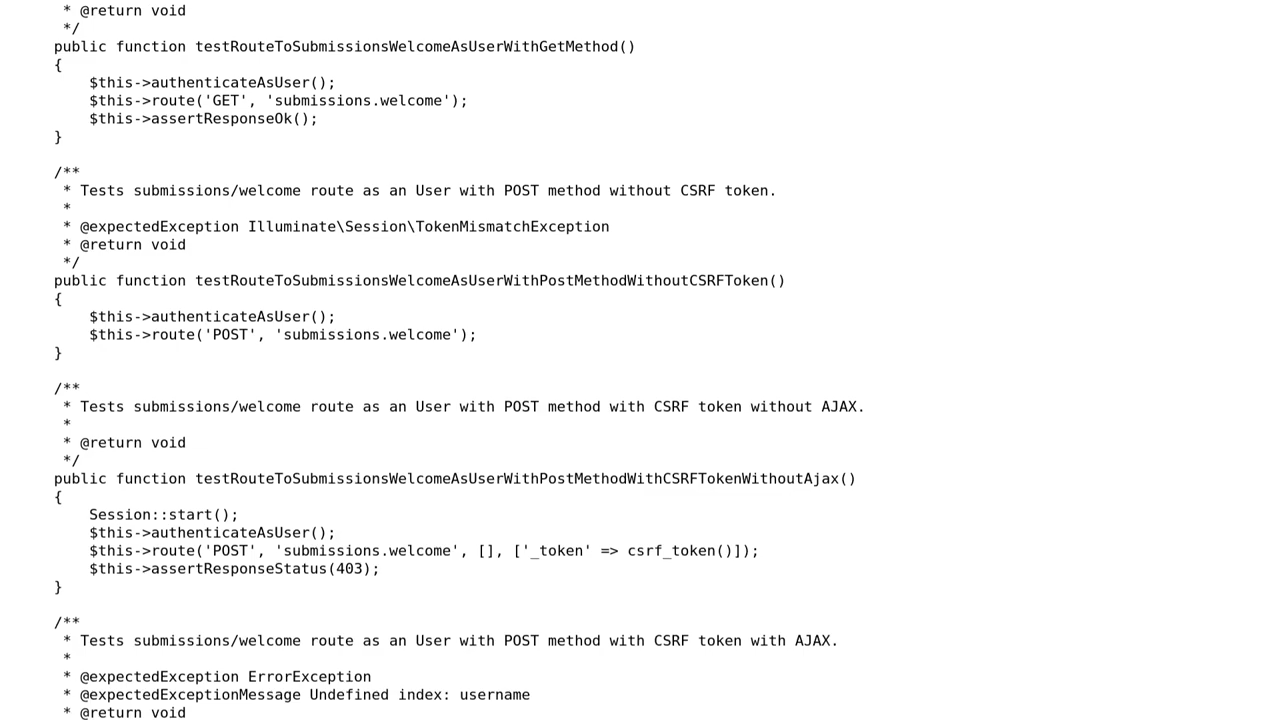 * @return void
     */
    public function testRouteToSubmissionsWelcomeAsUserWithGetMethod()
    {
        $this->authenticateAsUser();
        $this->route('GET', 'submissions.welcome');
        $this->assertResponseOk();
    }

    /**
     * Tests submissions/welcome route as an User with POST method without CSRF token.
     *
     * @expectedException Illuminate\Session\TokenMismatchException
     * @return void
     */
    public function testRouteToSubmissionsWelcomeAsUserWithPostMethodWithoutCSRFToken()
    {
        $this->authenticateAsUser();
        $this->route('POST', 'submissions.welcome');
    }

    /**
     * Tests submissions/welcome route as an User with POST method with CSRF token without AJAX.
     *
     * @return void
     */
    public function testRouteToSubmissionsWelcomeAsUserWithPostMethodWithCSRFTokenWithoutAjax()
    {
        Session::start();
        $this->authenticateAsUser();
        $this->route('POST', 'submissions.welcome', [], ['_token' => csrf_token()]);
        $this->assertResponseStatus(403);
    }

    /**
     * Tests submissions/welcome route as an User with POST method with CSRF token with AJAX.
     *
     * @expectedException ErrorException
     * @expectedExceptionMessage Undefined index: username
     * @return void